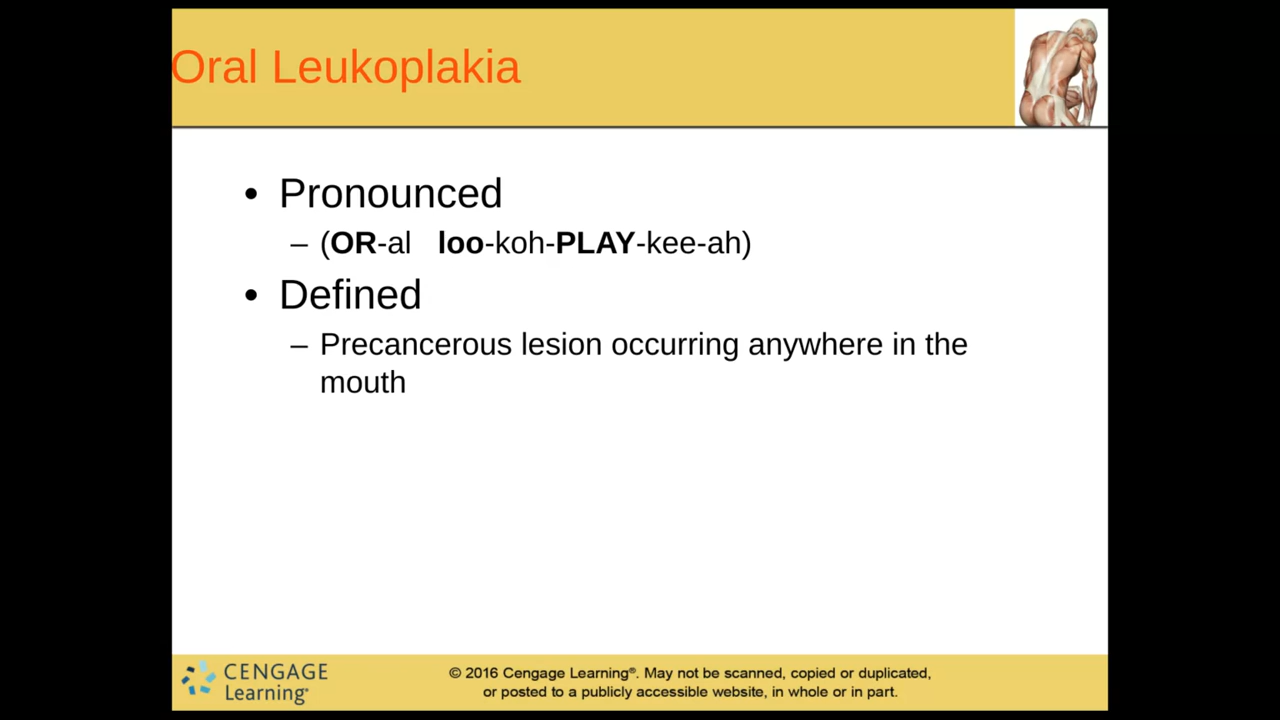 Oral Leukoplakia
• Pronounced
– (OR-al loo-koh-PLAY-kee-ah)
• Defined
– Precancerous lesion occurring anywhere in the
mouth
CENGAGE
Learning®
© 2016 Cengage Learning®. May not be scanned, copied or duplicated,
or posted to a publicly accessible website, in whole or in part.